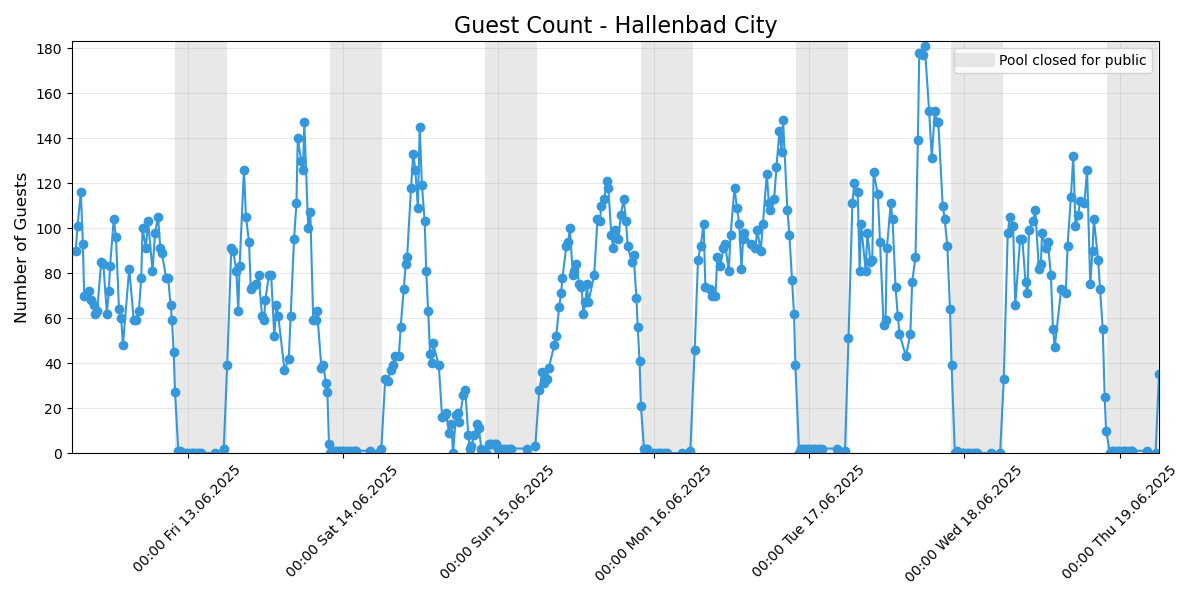 Guest Count - Hallenbad City
Pool closed for public
Number of Guests
180
160
140
120
100
80
60
40
20
0
00:00 Fri 13.06.2025
00:00 Sat 14.06.2025
00:00 Sun 15.06.2025
00:00 Mon 16.06.2025
00:00 Tue 17.06.2025
00:00 Wed 18.06.2025
00:00 Thu 19.06.2025